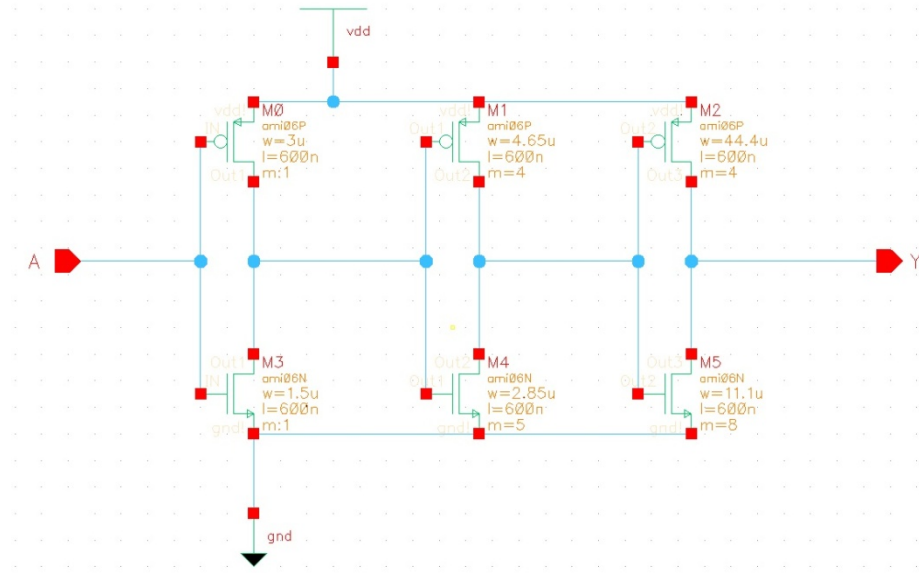 vdd
vdd!
M0
ami06P
w=3u
l=600n
m:1
IN
Out1
vdd!
M1
ami06P
w=4.65u
l=600n
m=4
Out1
Out2
vdd!
M2
ami06P
w=44.4u
l=600n
m=4
Out2
Out3
A
Y
Out1
M3
ami06N
w=1.5u
l=600n
m:1
IN
gnd!
Out2
M4
ami06N
w=2.85u
l=600n
m=5
Out1
gnd!
Out3
M5
ami06N
w=11.1u
l=600n
m=8
Out2
gnd!
gnd